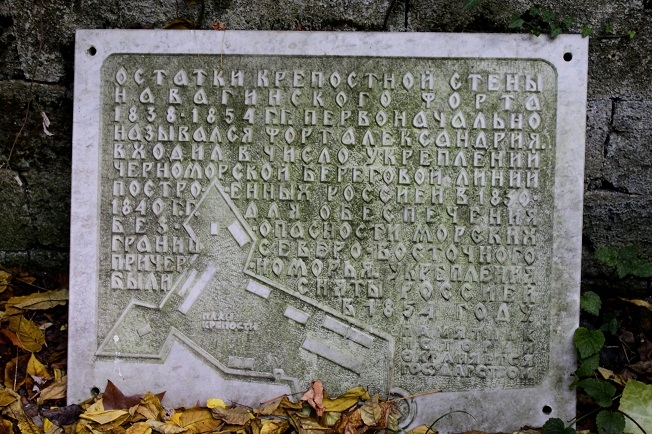 ОСТАТКИ КРЕПОСТНОЙ СТЕНЫ
НАВАГИНСКОГО ФОРТА
1838-1854 ГГ. ПЕРВОНАЧАЛЬНО
НАЗЫВАЛСЯ ФОРТ АЛЕКСАНДРИЯ.
ВХОДИЛ В ЧИСЛО УКРЕПЛЕНИЙ
ЧЕРНОМОРСКОЙ БЕРЕГОВОЙ ЛИНИИ
ПОСТРОЕННЫХ РОССИЕЙ В 1830-
1840 ГГ. ДЛЯ ОБЕСПЕЧЕНИЯ
БЕЗОПАСНОСТИ МОРСКИХ
ГРАНИЦ СЕВЕРО-ВОСТОЧНОГО
ПРИЧЕРНОМОРЬЯ. УКРЕПЛЕНИЯ
БЫЛИ СНЯТЫ РОССИЕЙ
В 1854 ГОДУ
ПЛАН
КРЕПОСТИ
ПАМЯТНИК
ИСТОРИИ
ОХРАНЯЕТСЯ
ГОСУДАРСТВОМ